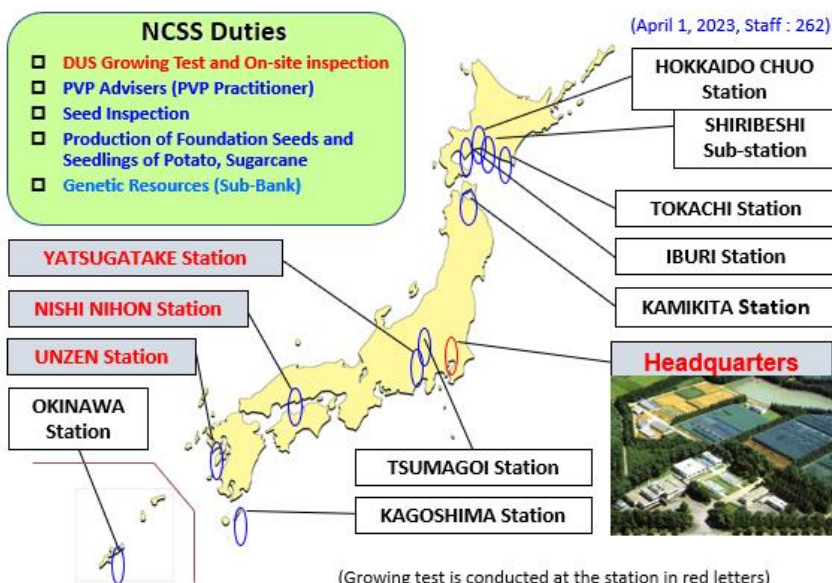 NCSS Duties
DUS Growing Test and On-site inspection
PVP Advisers (PVP Practitioner)
Seed Inspection
Production of Foundation Seeds and
Seedlings of Potato, Sugarcane
Genetic Resources (Sub-Bank)
(April 1, 2023, Staff : 262)
HOKKAIDO CHUO
Station
SHIRIBESHI
Sub-station
TOKACHI Station
IBURI Station
KAMIKITA Station
YATSUGATAKE Station
NISHI NIHON Station
UNZEN Station
Headquarters
OKINAWA
Station
TSUMAGOI Station
KAGOSHIMA Station
(Growing test is conducted at the station in red letters)